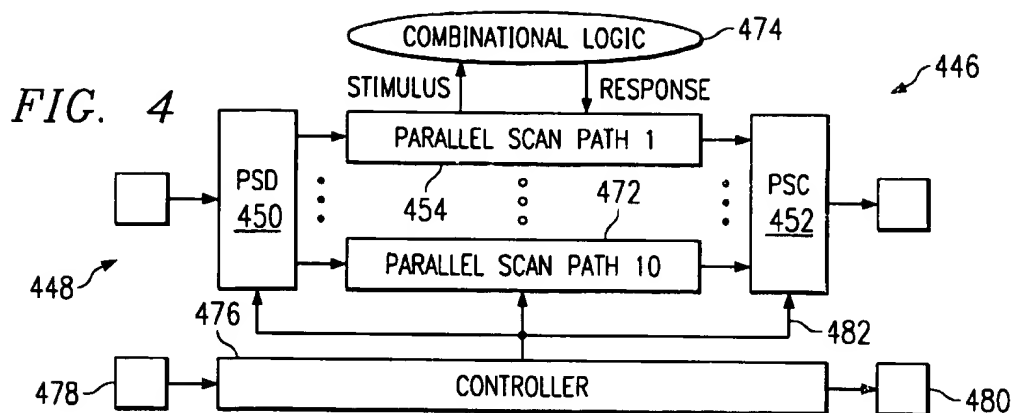 COMBINATIONAL LOGIC
474
446
FIG. 4
STIMULUS
RESPONSE
PARALLEL SCAN PATH 1
PSD
450
PSC
452
454
472
PARALLEL SCAN PATH 10
448
476
482
478
CONTROLLER
480